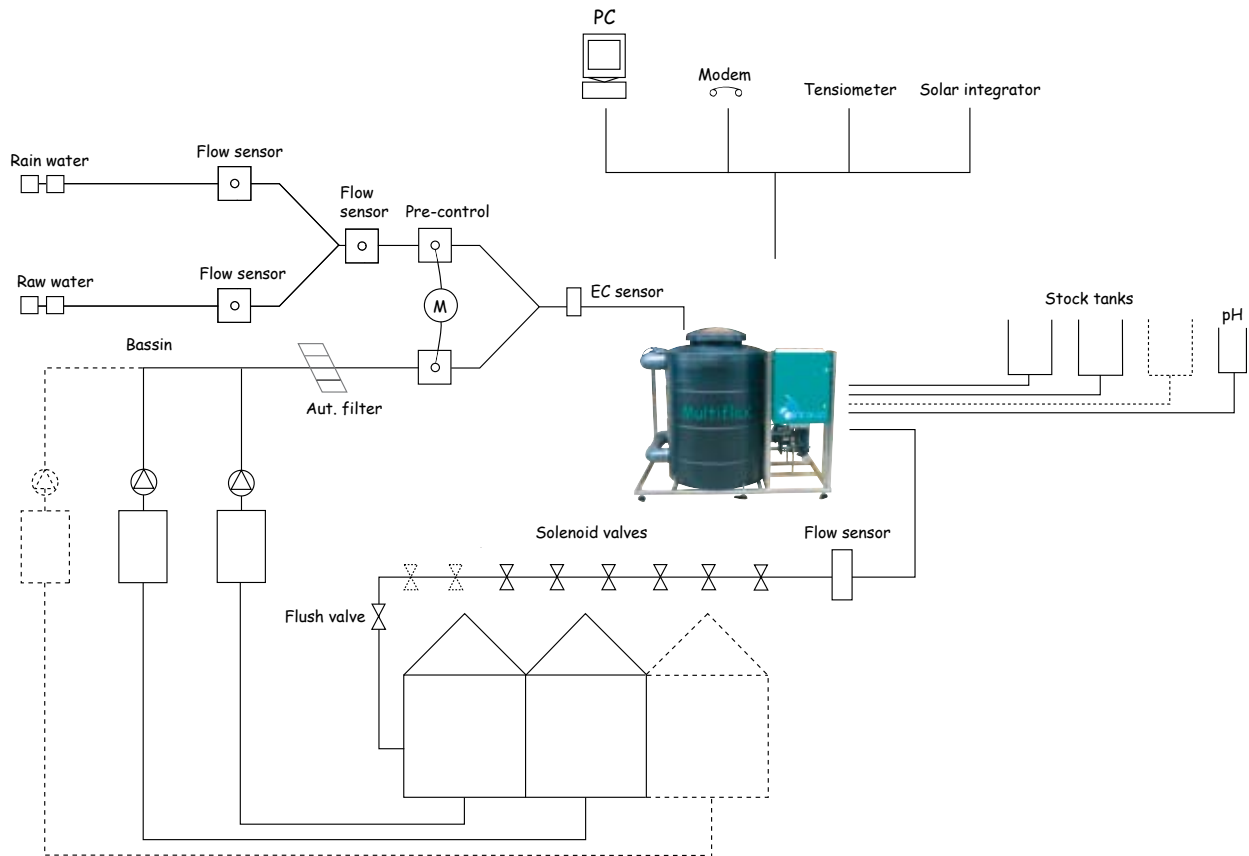 PC
Modem
Tensiometer
Solar integrator
Rain water
Flow sensor
Flow
sensor
Pre-control
Raw water
Flow sensor
M
EC sensor
Stock tanks
pH
Bassin
Aut. filter
Multiflex
Solenoid valves
Flow sensor
Flush valve